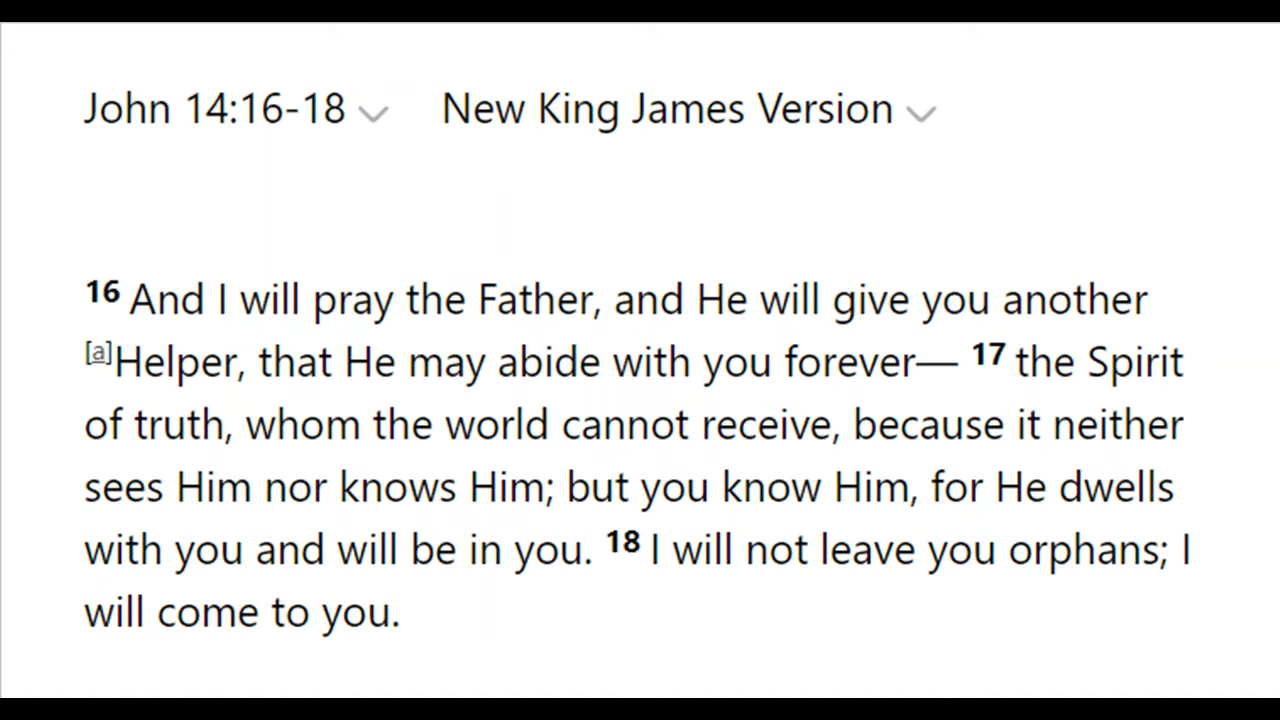 John 14:16-18 New King James Version
16 And I will pray the Father, and He will give you another
[a]Helper, that He may abide with you forever— 17 the Spirit
of truth, whom the world cannot receive, because it neither
sees Him nor knows Him; but you know Him, for He dwells
with you and will be in you. 18 I will not leave you orphans; I
will come to you.